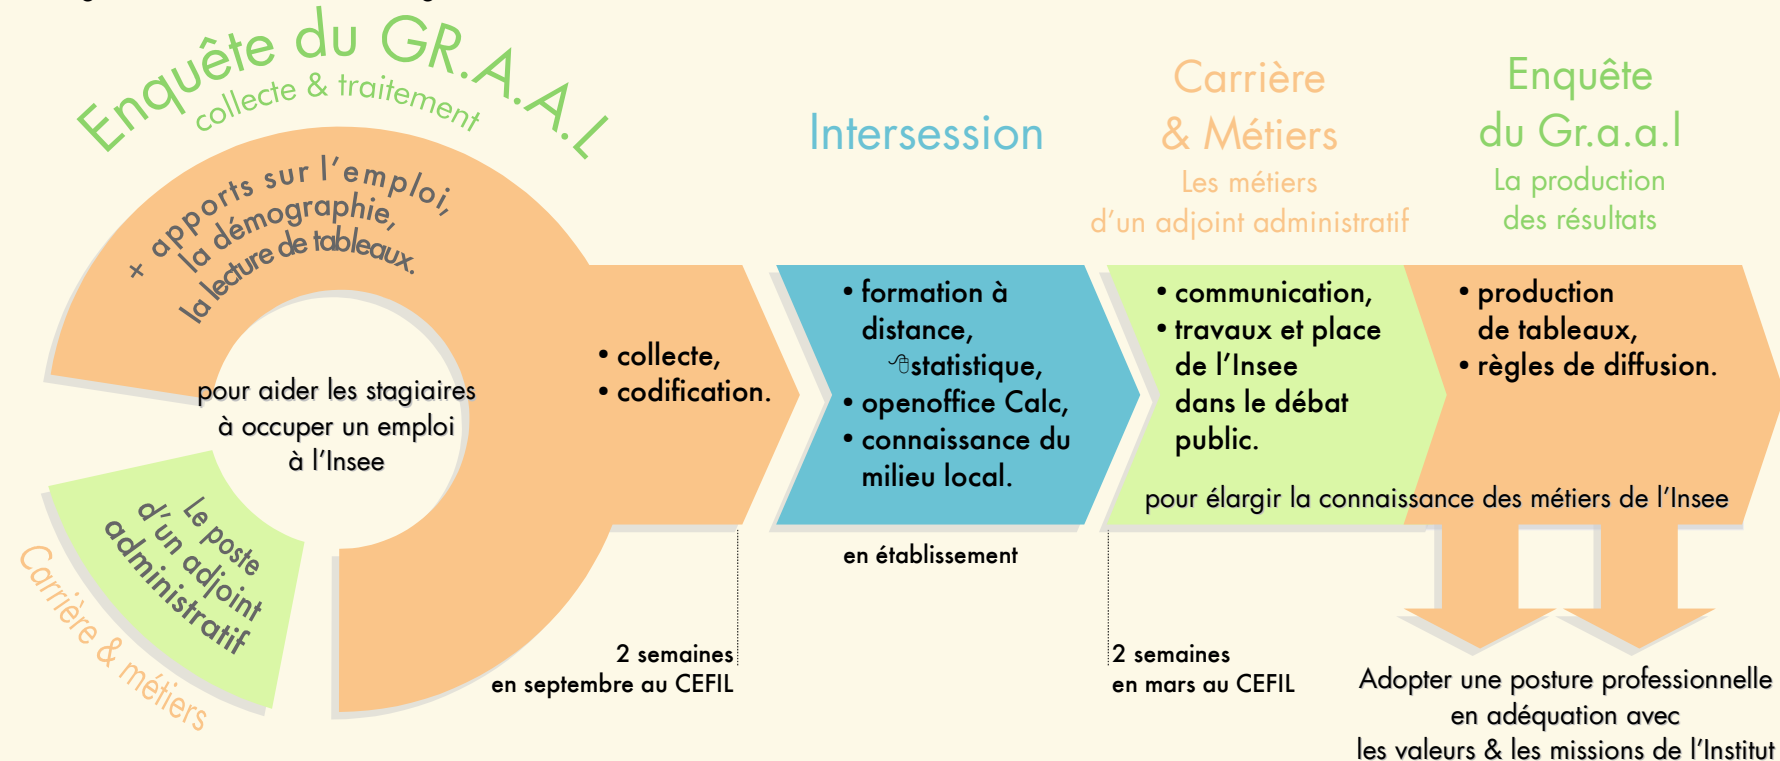 Enquête du GR.A.A.L
collecte & traitement
+ apports sur l'emploi,
la démographie,
la lecture de tableaux.
pour aider les stagiaires
à occuper un emploi
à l'Insee
Le poste
d'un adjoint
administratif
Carrière & métiers
• collecte,
• codification.
2 semaines
en septembre au CEFIL
Intersession
• formation à
distance,
statistique,
• openoffice Calc,
• connaissance du
milieu local.
en établissement
Carrière
& Métiers
Les métiers
d'un adjoint administratif
• communication,
• travaux et place
de l'Insee
dans le débat
public.
2 semaines
en mars au CEFIL
Enquête
du Gr.a.a.l
La production
des résultats
• production
de tableaux,
• règles de diffusion.
pour élargir la connaissance des métiers de l'Insee
Adopter une posture professionnelle
en adéquation avec
les valeurs & les missions de l'Institut